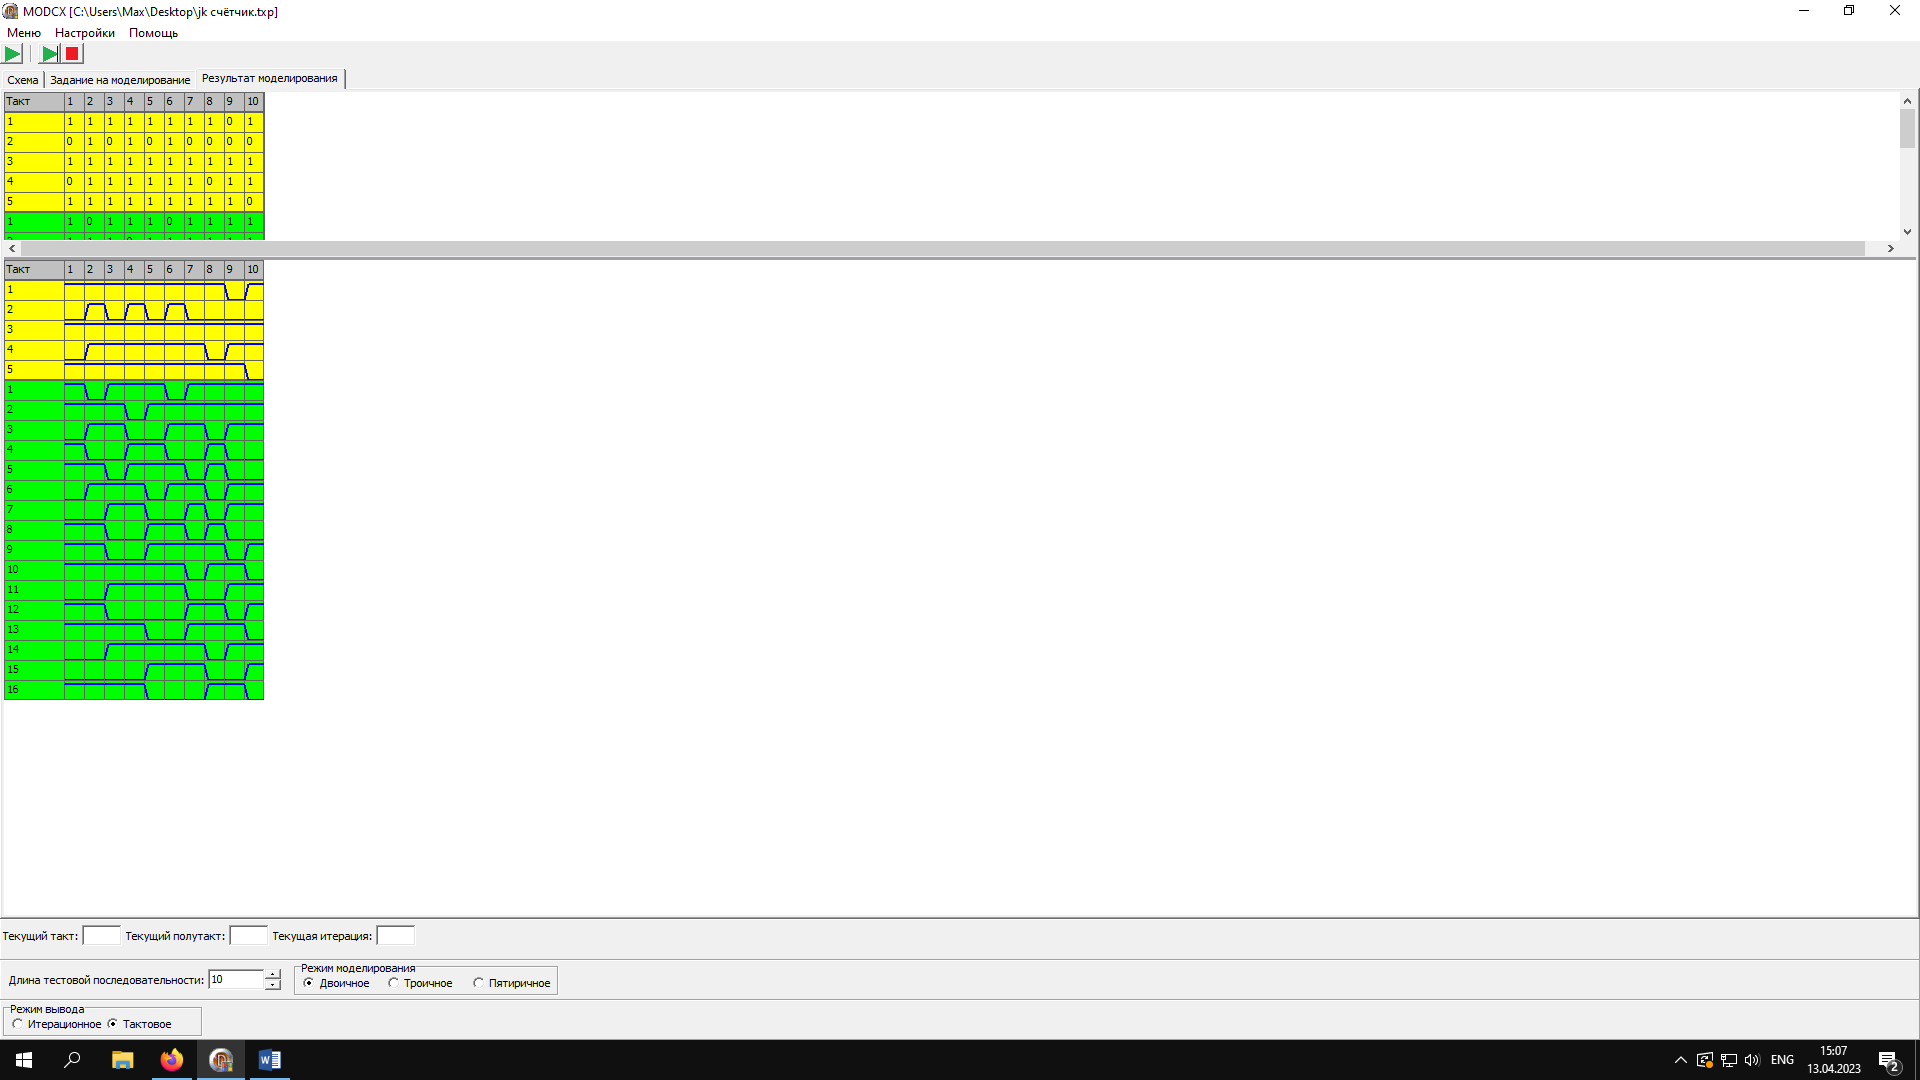 MODCX [C:\Users\Max\Desktop\jk счётчик.txp]
Меню Настройки Помощь
Схема Задание на моделирование Результат моделирования
Такт 1 2 3 4 5 6 7 8 9 10
1 1 1 1 1 1 1 1 1 0 1
2 0 1 0 1 0 1 0 0 0 0
3 1 1 1 1 1 1 1 1 1 1
4 0 1 1 1 1 1 1 0 1 1
5 1 1 1 1 1 1 1 1 1 0
1 1 0 1 1 1 0 1 1 1 1
Такт 1 2 3 4 5 6 7 8 9 10
1
2
3
4
5
1
2
3
4
5
6
7
8
9
10
11
12
13
14
15
16
Текущий такт: Текущий полутакт: Текущая итерация:
Режим моделирования
Длина тестовой последовательности: 10 Двоичное Троичное Пятиричное
Режим вывода
Итерационное Тактовое
ENG 15:07
13.04.2023 2